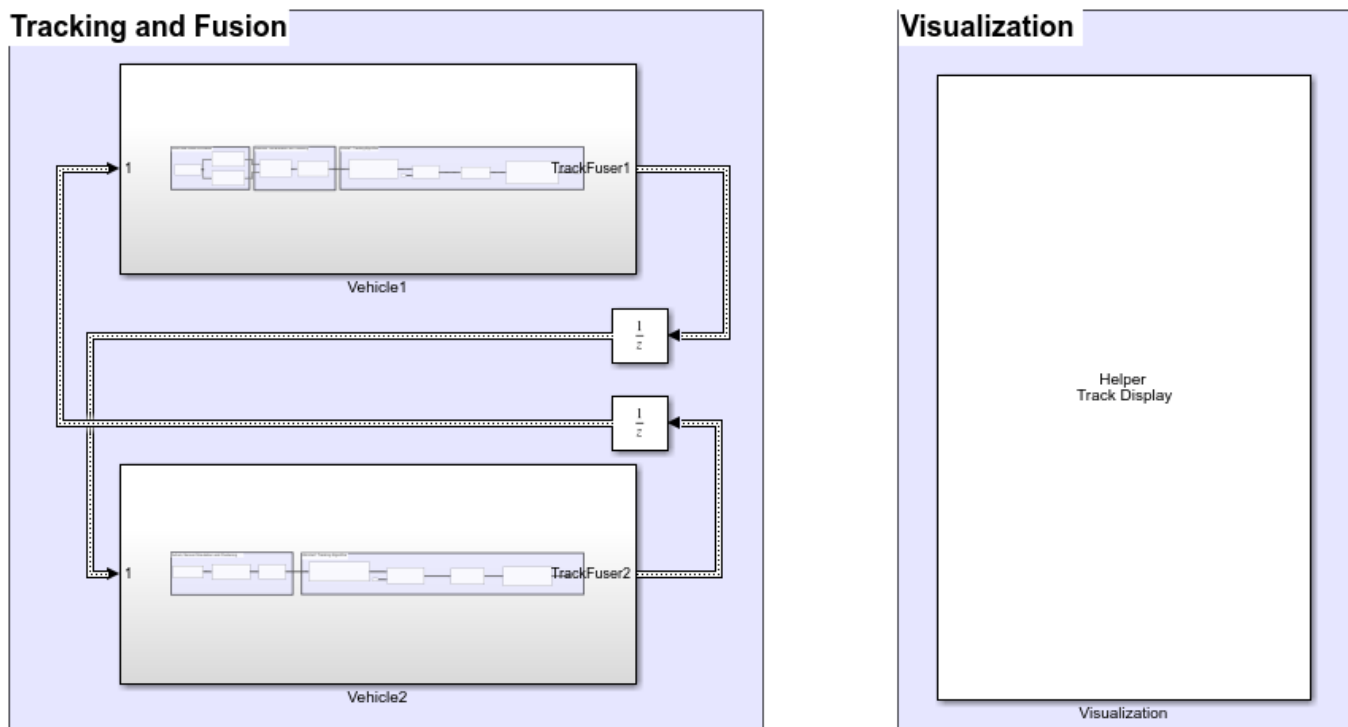 Tracking and Fusion
1
TrackFuser1
Vehicle1
1
z
1
z
1
TrackFuser2
Vehicle2
Visualization
Helper
Track Display
Visualization